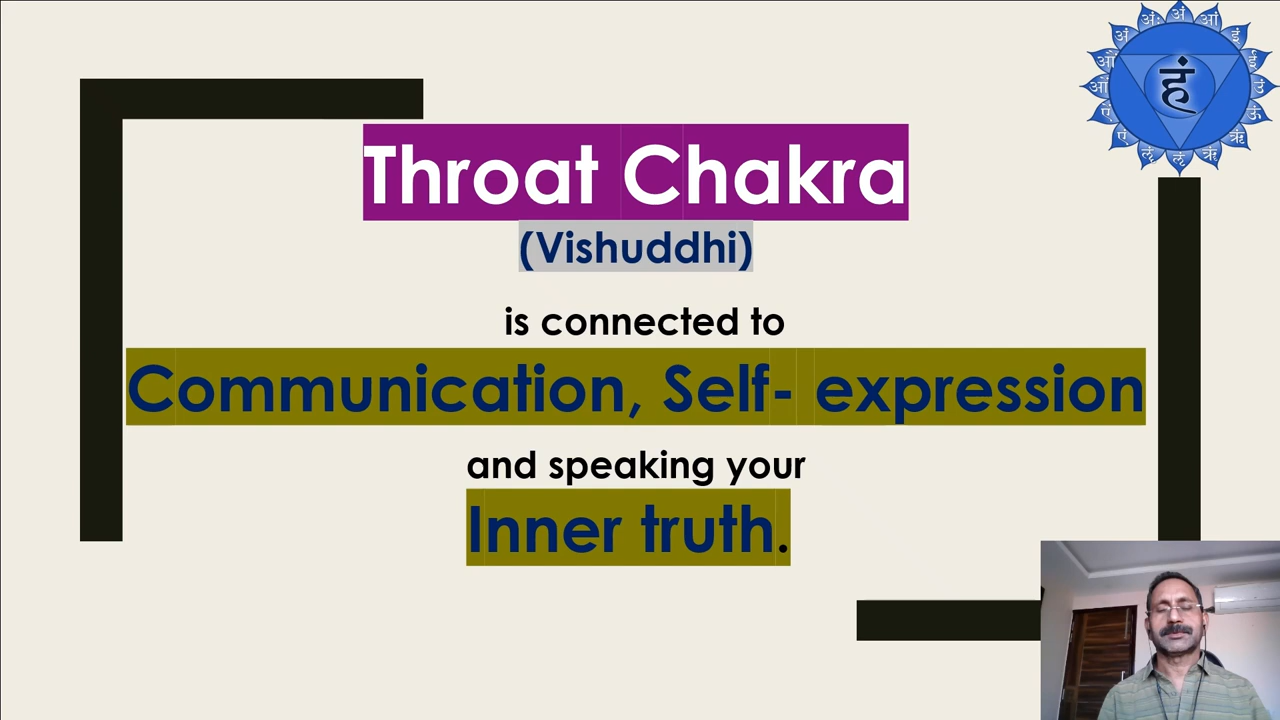 Throat Chakra
(Vishuddhi)
is connected to
Communication, Self- expression
and speaking your
Inner truth.
अं
अः
अं
आं
इं
ईं
उं
ऊं
ऋं
ॠं
लृं
ॡं
एं
ऐं
ओं
औं
हं